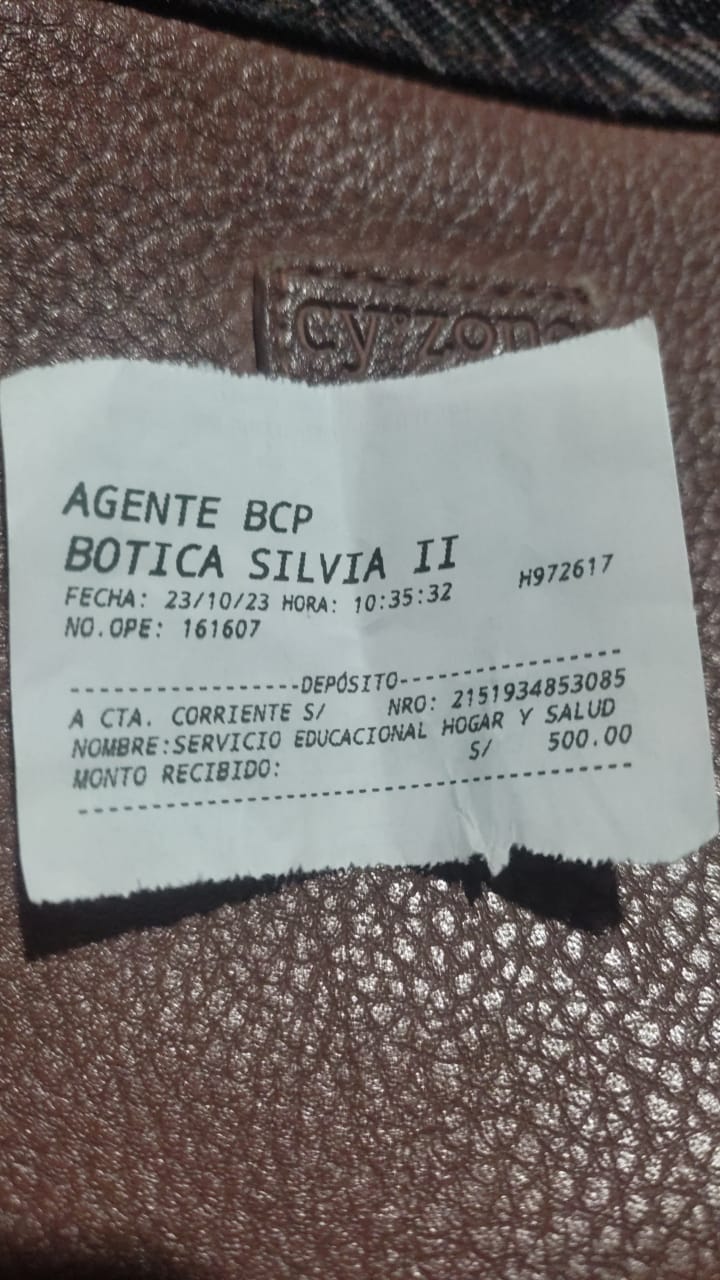 cy·zone
AGENTE BCP
BOTICA SILVIA II
H972617
FECHA: 23/10/23 HORA: 10:35:32
NO.OPE: 161607
-----------------DEPÓSITO-----------------
A CTA. CORRIENTE S/ NRO: 2151934853085
NOMBRE:SERVICIO EDUCACIONAL HOGAR Y SALUD
MONTO RECIBIDO: S/ 500.00